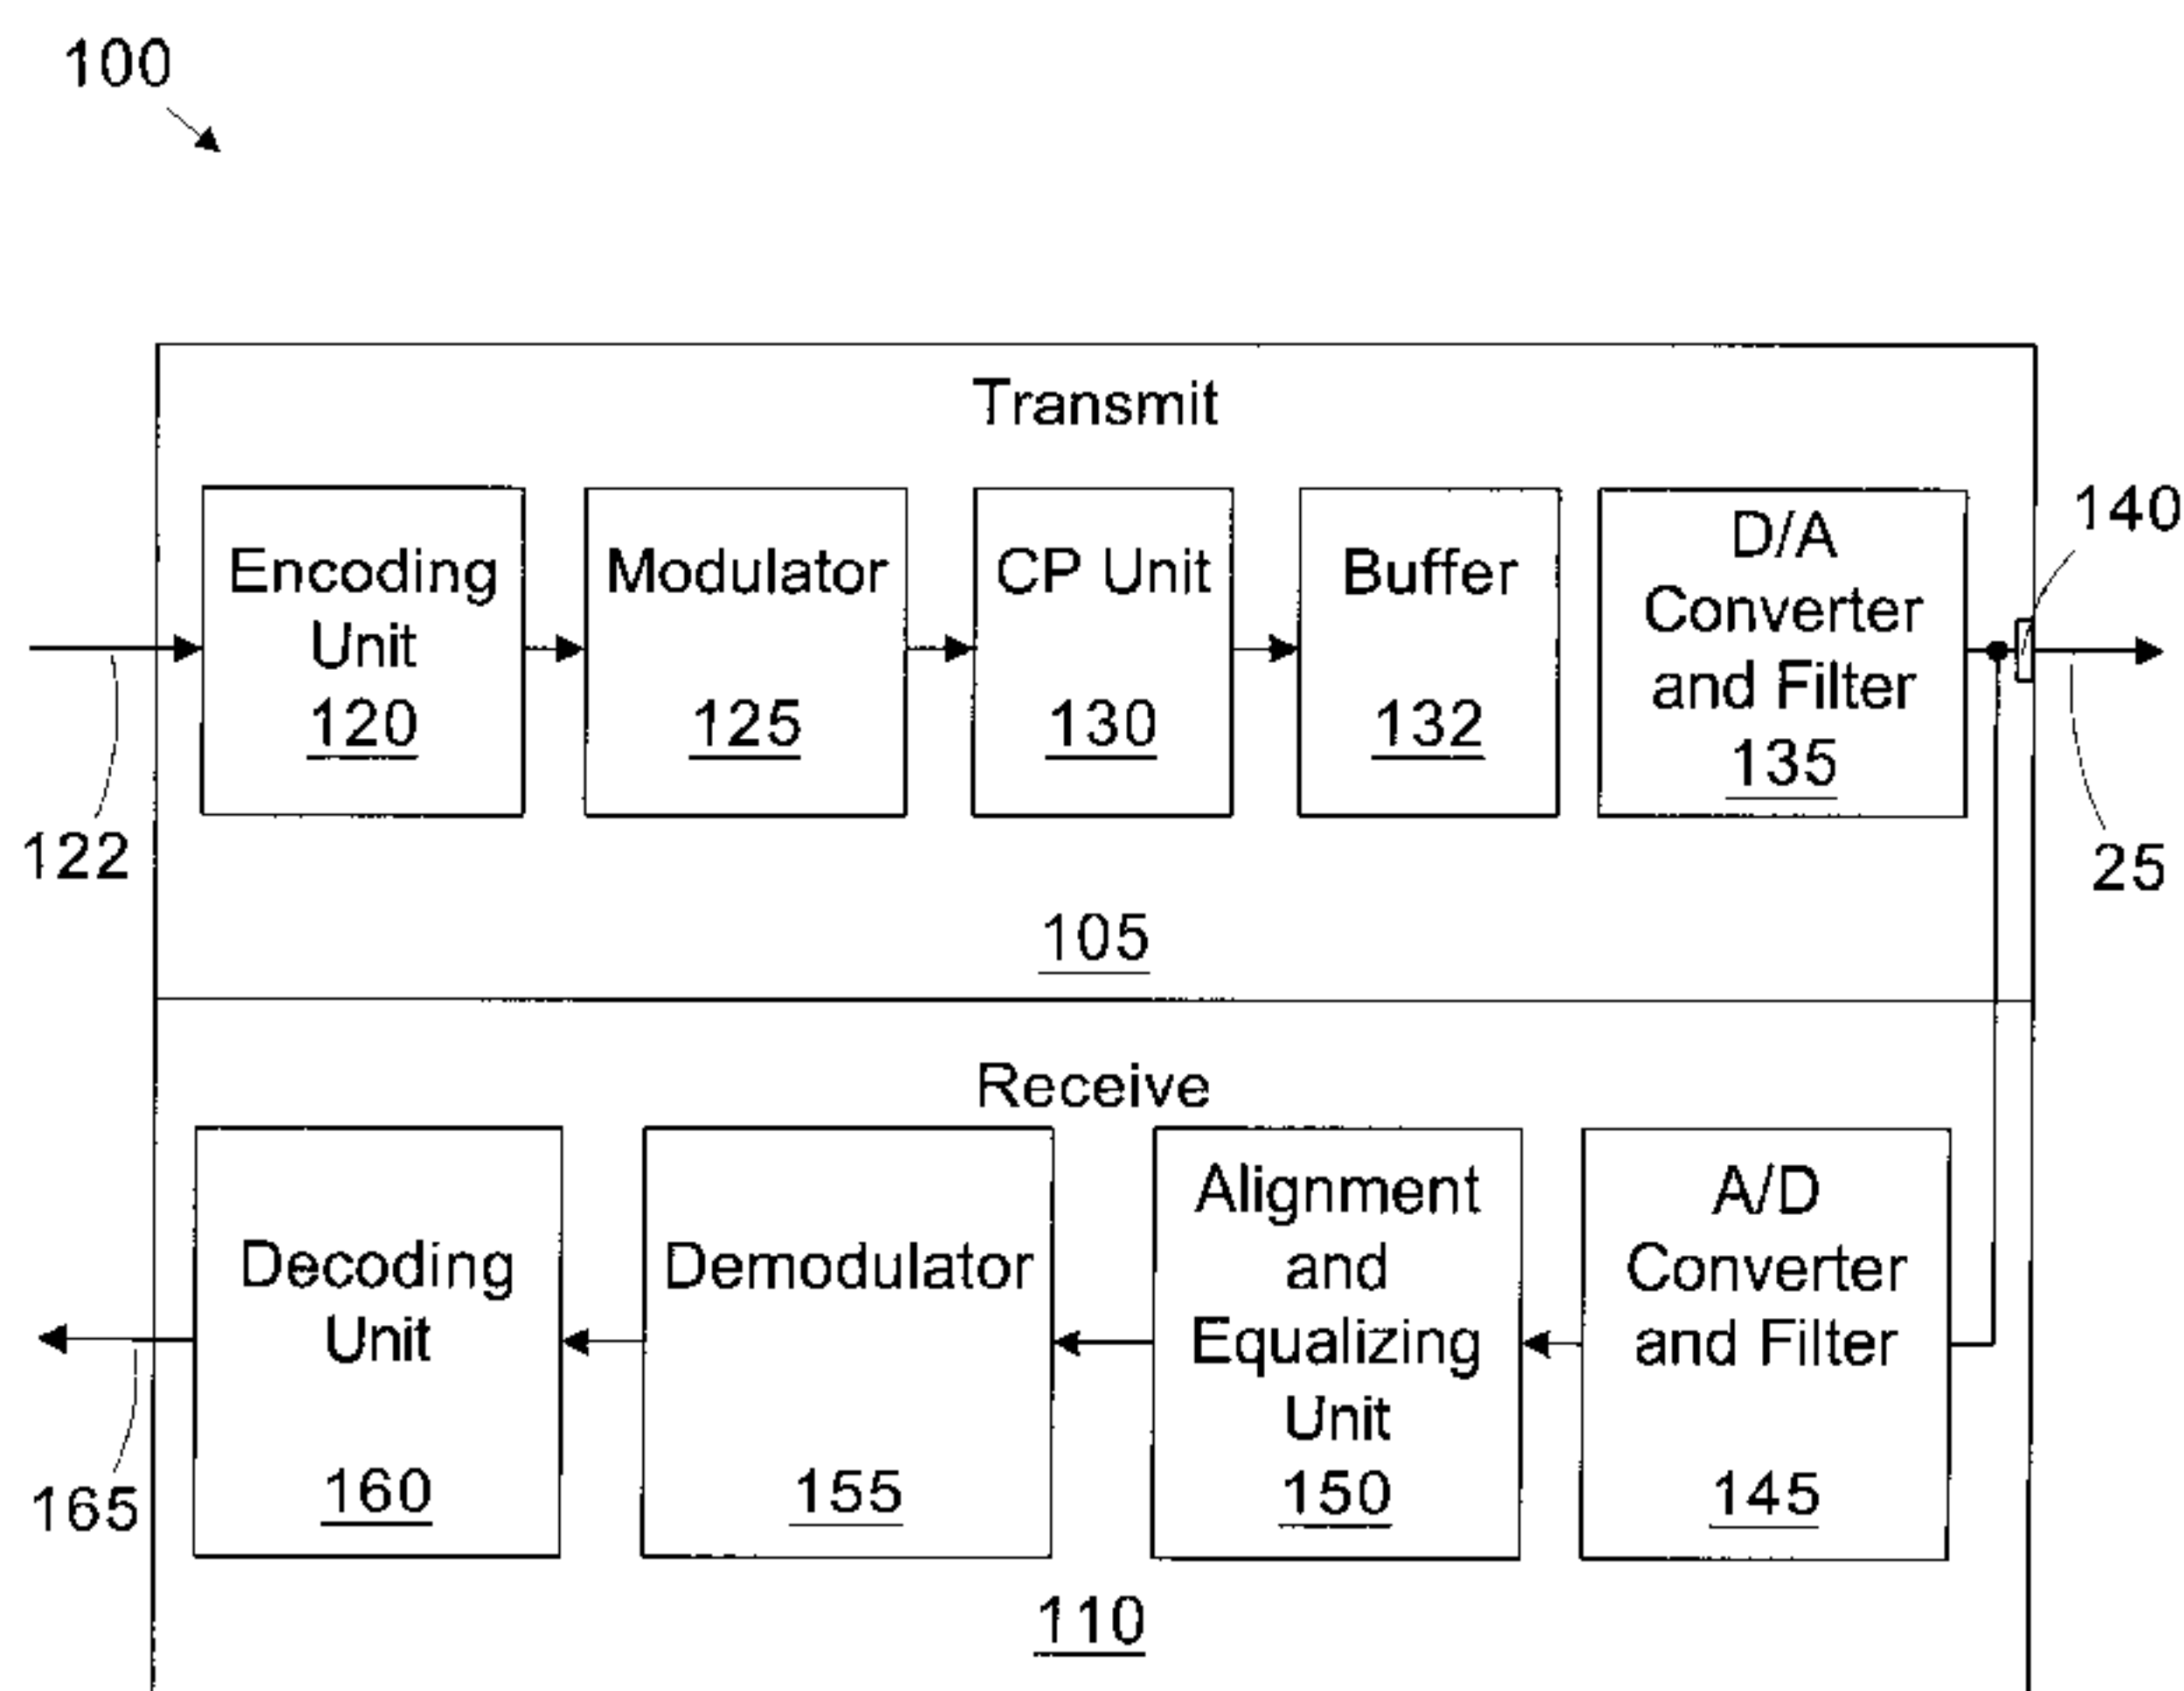 100
Transmit
Encoding
Unit
120
Modulator
125
CP Unit
130
Buffer
132
D/A
Converter
and Filter
135
140
122
25
105
Receive
Decoding
Unit
160
Demodulator
155
Alignment
and
Equalizing
Unit
150
A/D
Converter
and Filter
145
165
110